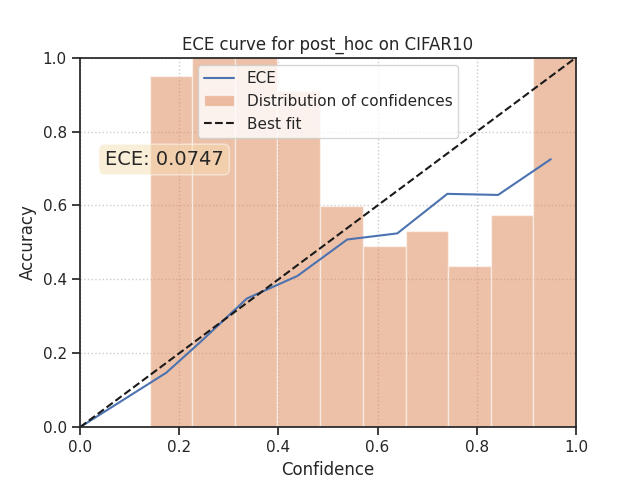 ECE curve for post_hoc on CIFAR10
1.0
0.8
0.6
0.4
0.2
0.0
Accuracy
ECE
Distribution of confidences
Best fit
ECE: 0.0747
0.0
0.2
0.4
0.6
0.8
1.0
Confidence